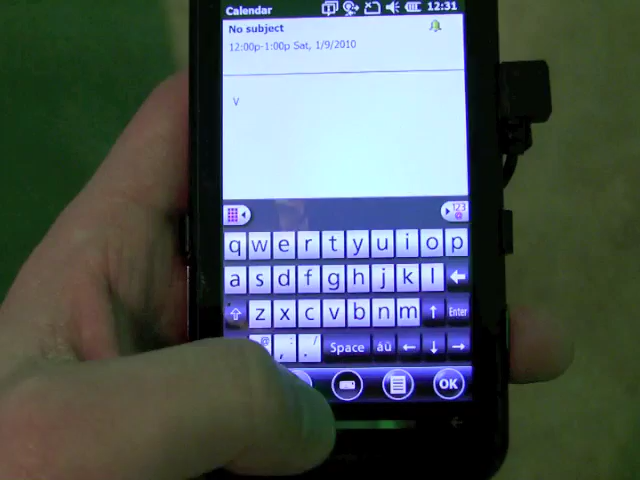 Calendar 12:31
No subject
12:00p-1:00p Sat, 1/9/2010
V
123
@
q w e r t y u i o p
a s d f g h j k l ←
⇧ z x c v b n m ↑ Enter
@ , : . / Space áü ← ↓ →
OK